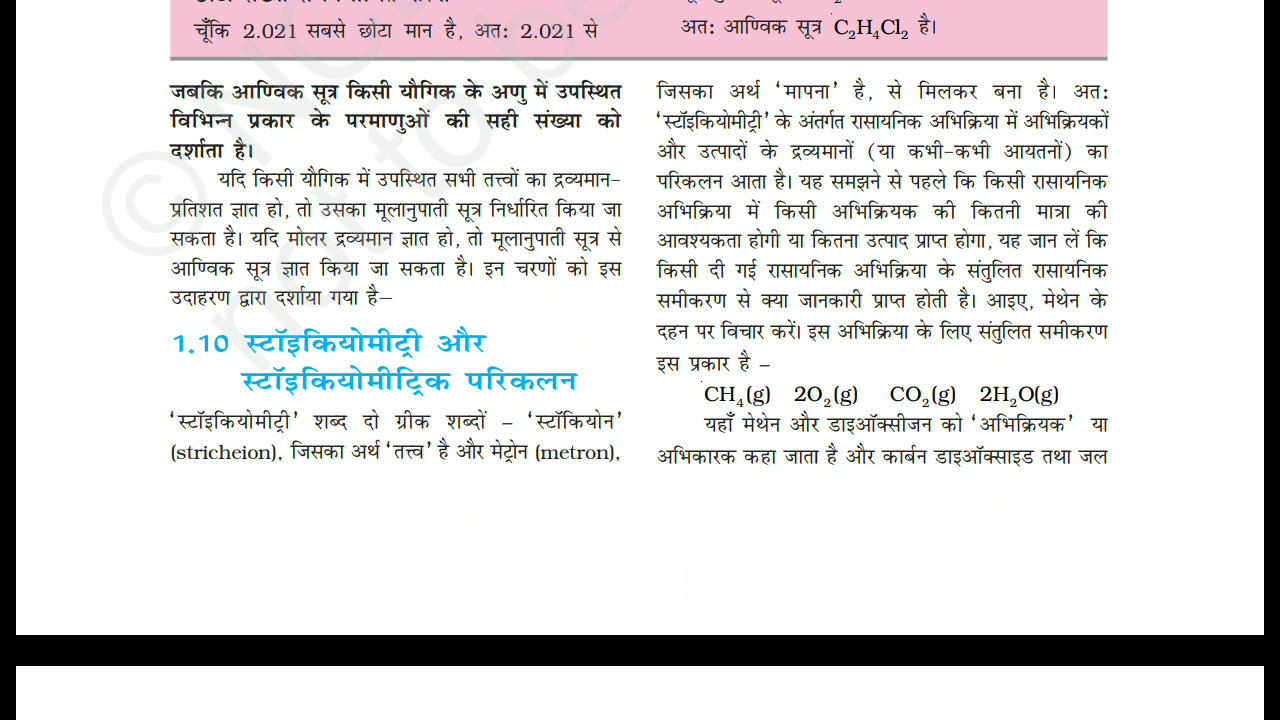 चूँकि 2.021 सबसे छोटा मान है, अतः 2.021 से
जबकि आण्विक सूत्र किसी यौगिक के अणु में उपस्थित
विभिन्न प्रकार के परमाणुओं की सही संख्या को
दर्शाता है।
यदि किसी यौगिक में उपस्थित सभी तत्त्वों का द्रव्यमान-
प्रतिशत ज्ञात हो, तो उसका मूलानुपाती सूत्र निर्धारित किया जा
सकता है। यदि मोलर द्रव्यमान ज्ञात हो, तो मूलानुपाती सूत्र से
आण्विक सूत्र ज्ञात किया जा सकता है। इन चरणों को इस
उदाहरण द्वारा दर्शाया गया है–
1.10 स्टॉइकियोमीट्री और
स्टॉइकियोमीट्रिक परिकलन
‘स्टॉइकियोमीट्री’ शब्द दो ग्रीक शब्दों – ‘स्टॉकियोन’
(stricheion), जिसका अर्थ ‘तत्त्व’ है और मेट्रोन (metron),
अतः आण्विक सूत्र C₂H₄Cl₂ है।
जिसका अर्थ ‘मापना’ है, से मिलकर बना है। अतः
‘स्टॉइकियोमीट्री’ के अंतर्गत रासायनिक अभिक्रिया में अभिक्रियकों
और उत्पादों के द्रव्यमानों (या कभी-कभी आयतनों) का
परिकलन आता है। यह समझने से पहले कि किसी रासायनिक
अभिक्रिया में किसी अभिक्रियक की कितनी मात्रा की
आवश्यकता होगी या कितना उत्पाद प्राप्त होगा, यह जान लें कि
किसी दी गई रासायनिक अभिक्रिया के संतुलित रासायनिक
समीकरण से क्या जानकारी प्राप्त होती है। आइए, मेथेन के
दहन पर विचार करें। इस अभिक्रिया के लिए संतुलित समीकरण
इस प्रकार है –
CH₄(g) 2O₂(g) CO₂(g) 2H₂O(g)
यहाँ मेथेन और डाइऑक्सीजन को ‘अभिक्रियक’ या
अभिकारक कहा जाता है और कार्बन डाइऑक्साइड तथा जल
© NC
not to be